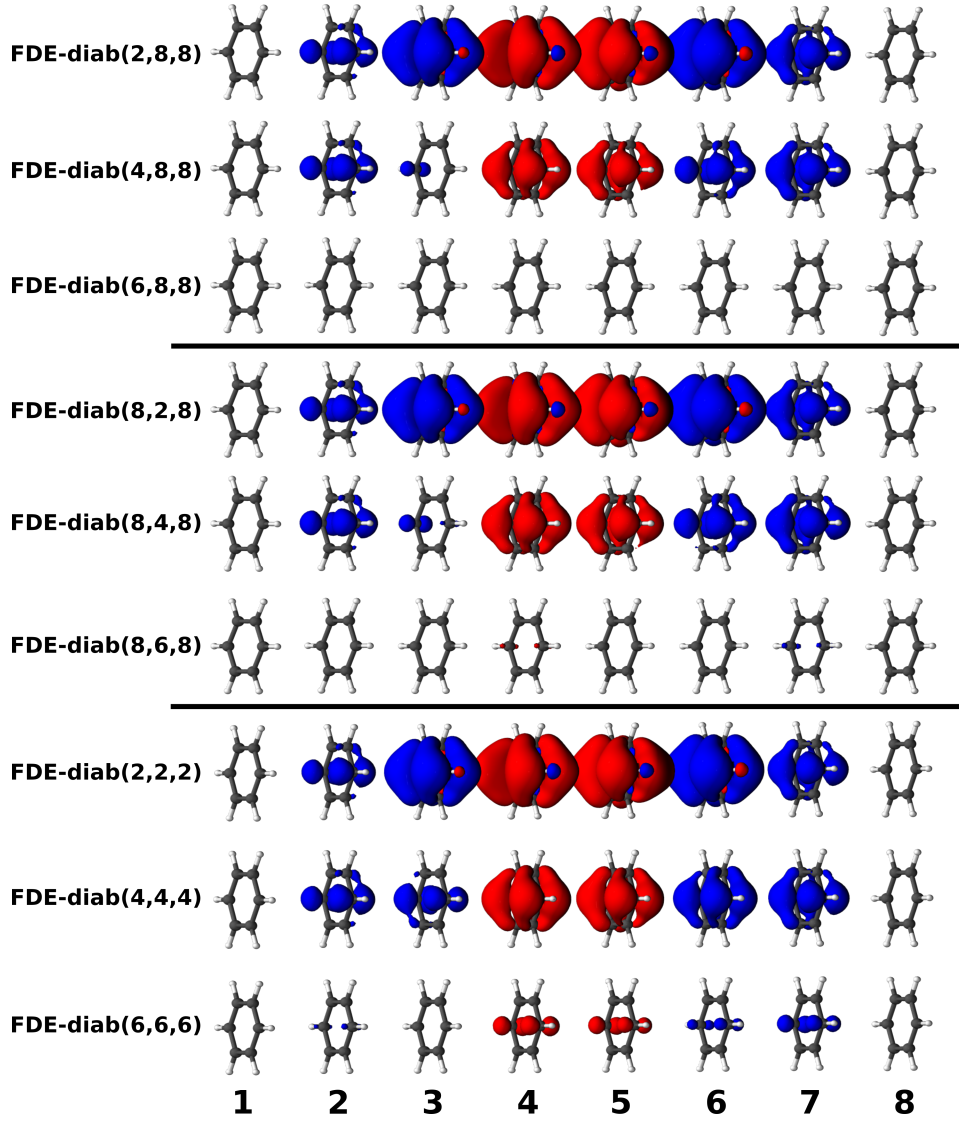 FDE-diab(2,8,8)
FDE-diab(4,8,8)
FDE-diab(6,8,8)
FDE-diab(8,2,8)
FDE-diab(8,4,8)
FDE-diab(8,6,8)
FDE-diab(2,2,2)
FDE-diab(4,4,4)
FDE-diab(6,6,6)
1 2 3 4 5 6 7 8